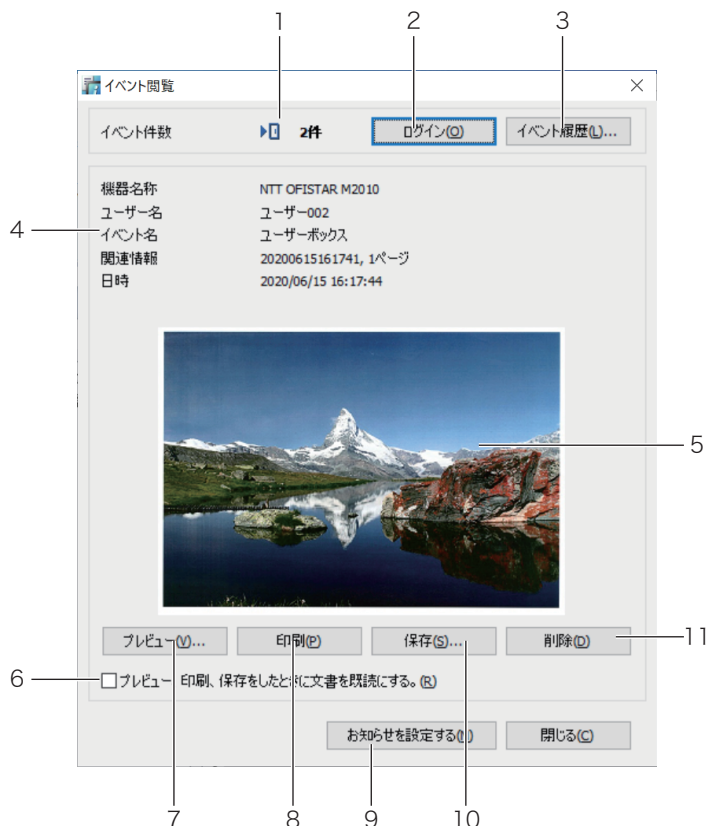 1 2 3
イベント閲覧
イベント件数 2件 ログイン(O) イベント履歴(L)...
機器名称 NTT OFISTAR M2010
ユーザー名 ユーザー002
4 イベント名 ユーザーボックス
関連情報 20200615161741, 1ページ
日時 2020/06/15 16:17:44
5
プレビュー(V)... 印刷(P) 保存(S)... 削除(D) 11
6 プレビュー 印刷、保存をしたときに文書を既読にする。(R)
お知らせを設定する(N) 閉じる(C)
7 8 9 10